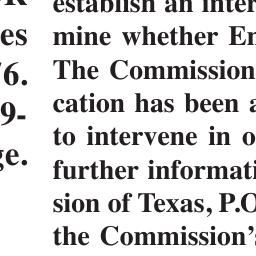 es
6.
9-
ge.
establish an inter
mine whether En
The Commission
cation has been a
to intervene in o
further informati
sion of Texas, P.O
the Commission's